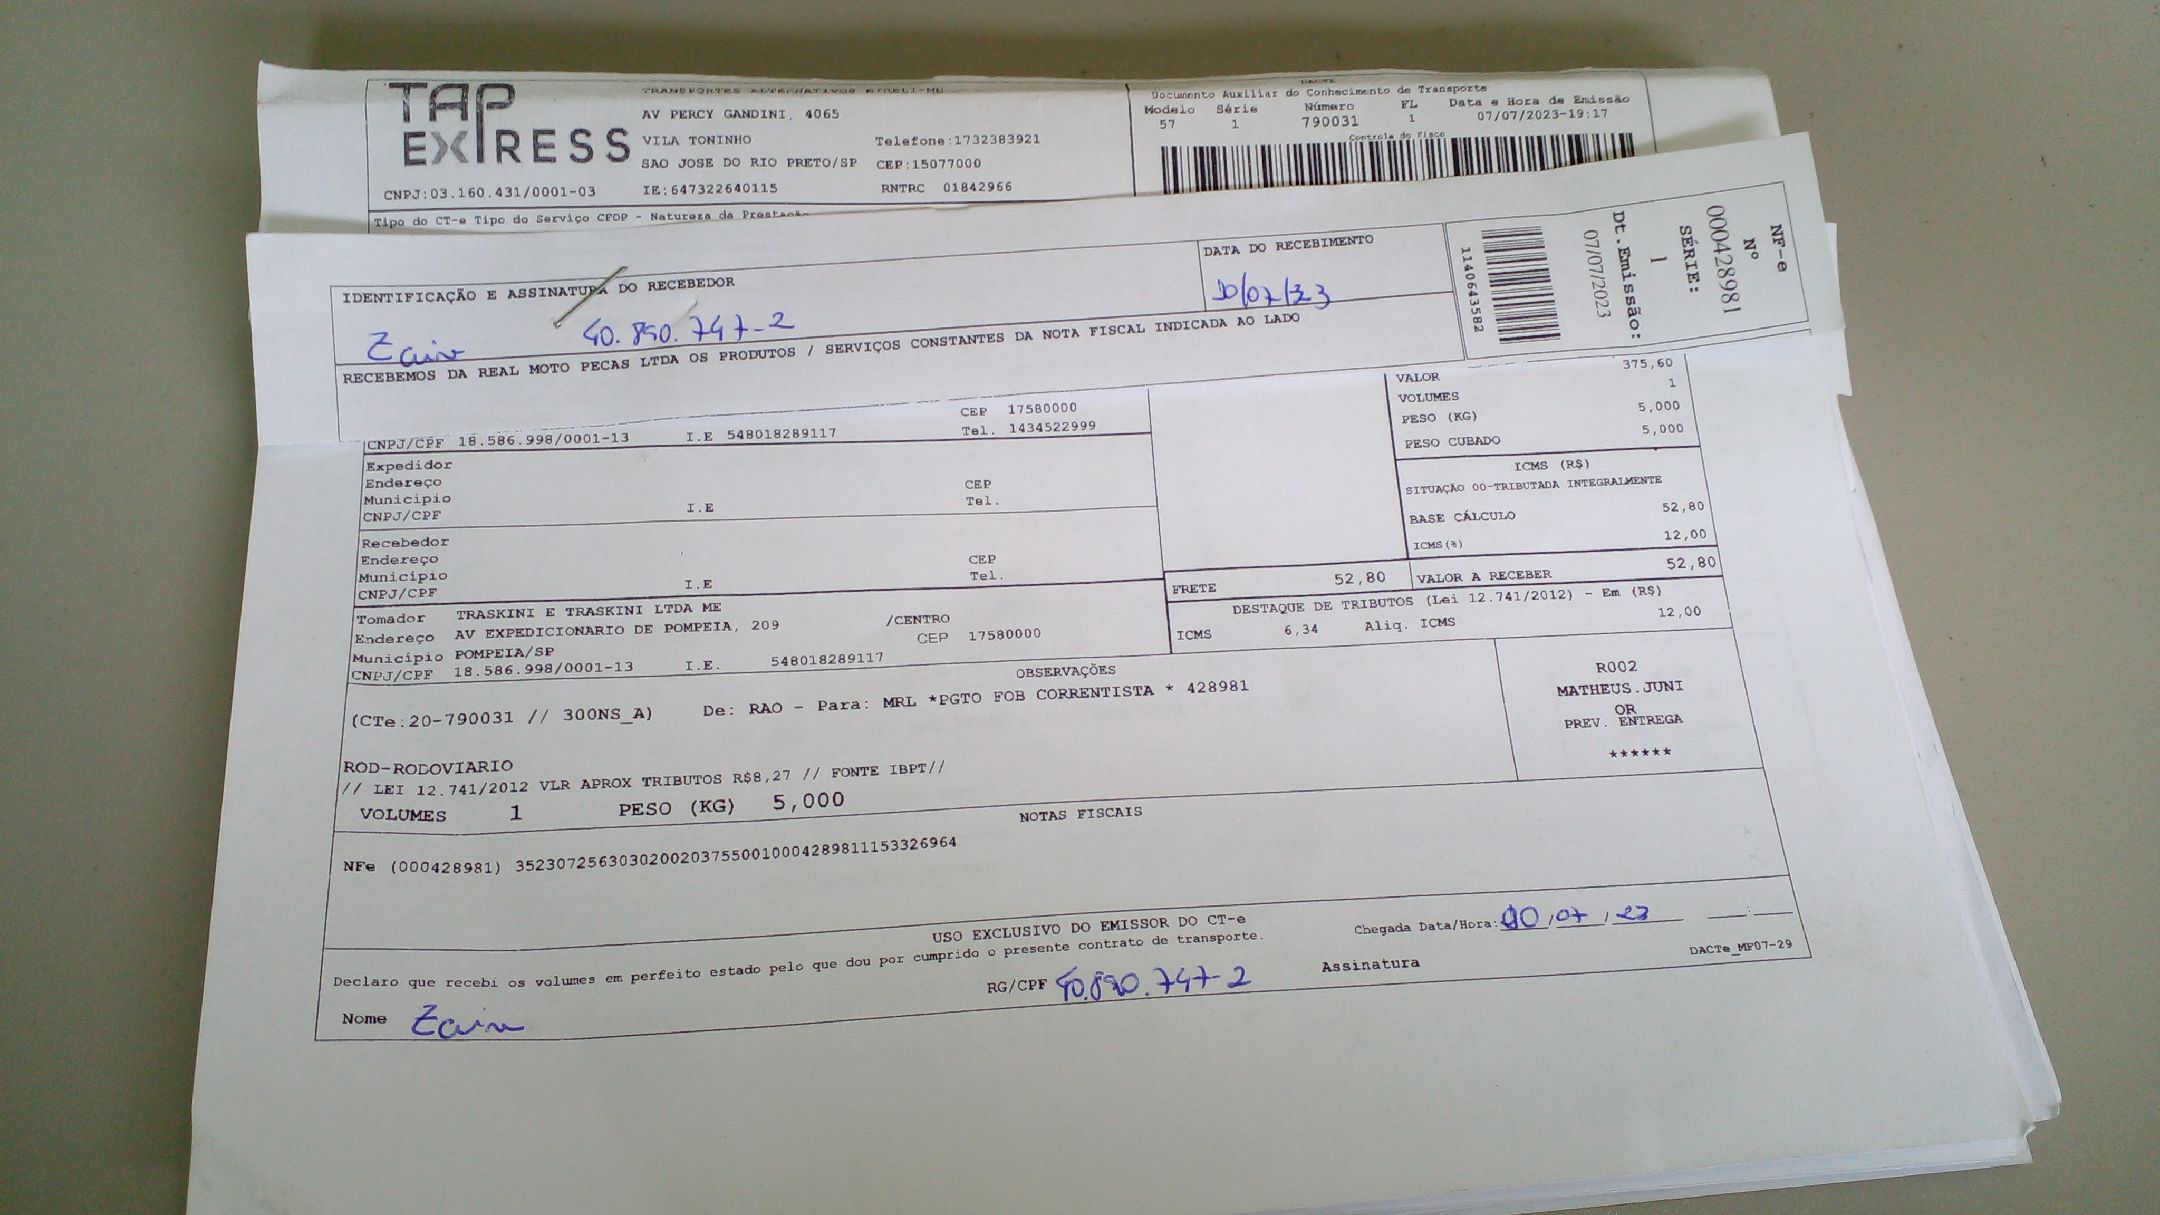 TAP EXPRESS
TRANSPORTES ALTERNATIVOS EIRELI-ME
AV PERCY GANDINI, 4065
VILA TONINHO Telefone:1732383921
SAO JOSE DO RIO PRETO/SP CEP:15077000
CNPJ:03.160.431/0001-03 IE:647322640115 RNTRC 01842966
DACTE
Documento Auxiliar do Conhecimento de Transporte
Modelo Série Número FL Data e Hora de Emissão
57 1 790031 1 07/07/2023-19:17
Controle do Fisco
Tipo do CT-e Tipo do Serviço CFOP - Natureza da Prestação
IDENTIFICAÇÃO E ASSINATURA DO RECEBEDOR
40.890.747-2
DATA DO RECEBIMENTO
10/07/23
RECEBEMOS DA REAL MOTO PECAS LTDA OS PRODUTOS / SERVIÇOS CONSTANTES DA NOTA FISCAL INDICADA AO LADO
1140643582
NF-e
Nº
000428981
SÉRIE:
1
Dt.Emissão:
07/07/2023
CEP 17580000
CNPJ/CPF 18.586.998/0001-13 I.E 548018289117 Tel. 1434522999
Expedidor
Endereço CEP
Município Tel.
CNPJ/CPF I.E
Recebedor
Endereço CEP
Município Tel.
CNPJ/CPF I.E
Tomador TRASKINI E TRASKINI LTDA ME
Endereço AV EXPEDICIONARIO DE POMPEIA, 209 /CENTRO
Município POMPEIA/SP CEP 17580000
CNPJ/CPF 18.586.998/0001-13 I.E. 548018289117
VALOR 375,60
VOLUMES 1
PESO (KG) 5,000
PESO CUBADO 5,000
ICMS (R$)
SITUAÇÃO 00-TRIBUTADA INTEGRALMENTE
BASE CÁLCULO 52,80
ICMS(%) 12,00
FRETE 52,80 VALOR A RECEBER 52,80
DESTAQUE DE TRIBUTOS (Lei 12.741/2012) - Em (R$)
ICMS 6,34 Aliq. ICMS 12,00
OBSERVAÇÕES
(CTe:20-790031 // 300NS_A) De: RAO - Para: MRL *PGTO FOB CORRENTISTA * 428981
ROD-RODOVIARIO
// LEI 12.741/2012 VLR APROX TRIBUTOS R$8,27 // FONTE IBPT//
VOLUMES 1 PESO (KG) 5,000
R002
MATHEUS.JUNI
OR
PREV. ENTREGA
******
NOTAS FISCAIS
NFe (000428981) 35230725630302002037550010004289811153326964
USO EXCLUSIVO DO EMISSOR DO CT-e
Declaro que recebi os volumes em perfeito estado pelo que dou por cumprido o presente contrato de transporte.
Chegada Data/Hora: 10/07/23 __:__
Nome RG/CPF 40.890.747-2 Assinatura
DACTe_MF07-29